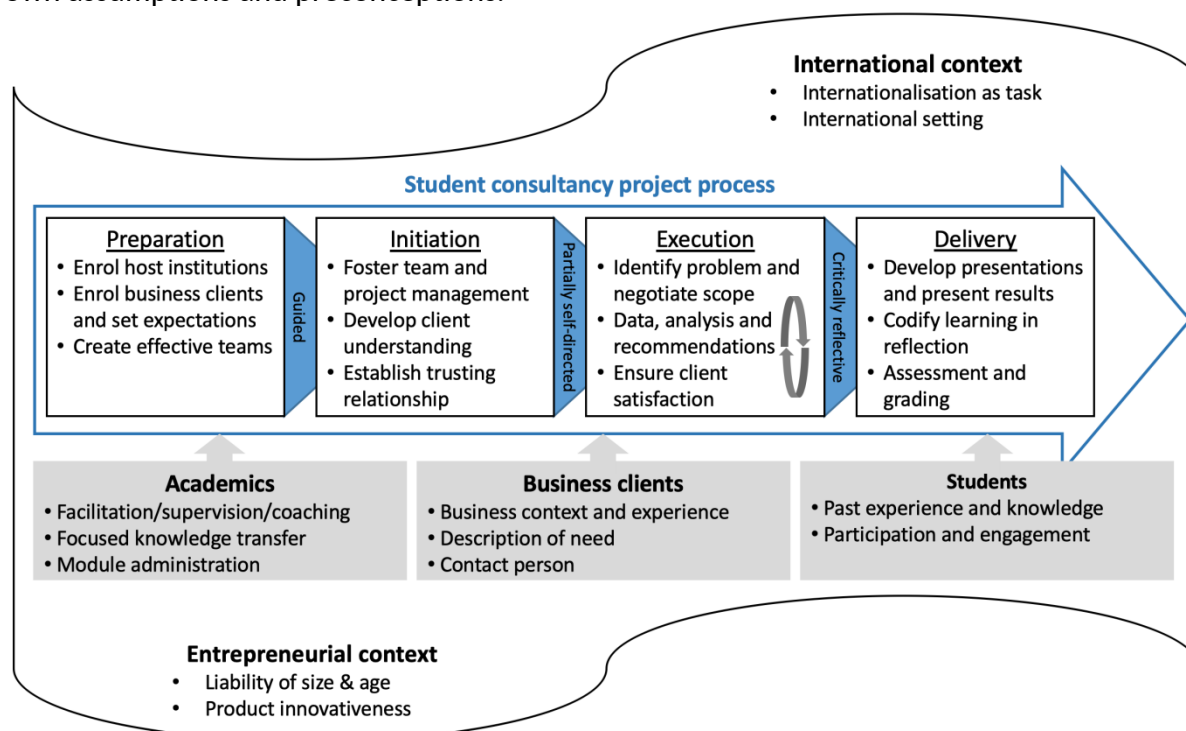 own assumptions and preconceptions.
International context
• Internationalisation as task
• International setting
Student consultancy project process
Preparation
• Enrol host institutions
• Enrol business clients
and set expectations
• Create effective teams
Guided
Initiation
• Foster team and
project management
• Develop client
understanding
• Establish trusting
relationship
Partially self-directed
Execution
• Identify problem and
negotiate scope
• Data, analysis and
recommendations
• Ensure client
satisfaction
Critically reflective
Delivery
• Develop presentations
and present results
• Codify learning in
reflection
• Assessment and
grading
Academics
• Facilitation/supervision/coaching
• Focused knowledge transfer
• Module administration
Business clients
• Business context and experience
• Description of need
• Contact person
Students
• Past experience and knowledge
• Participation and engagement
Entrepreneurial context
• Liability of size & age
• Product innovativeness